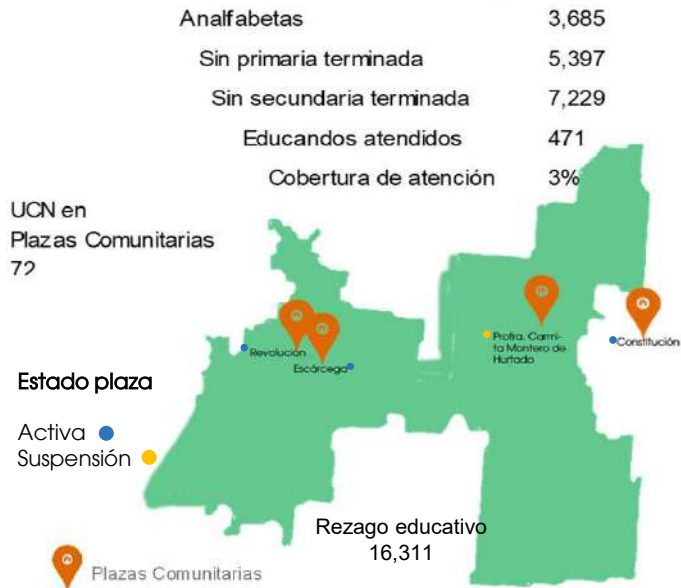 Analfabetas 3,685
Sin primaria terminada 5,397
Sin secundaria terminada 7,229
Educandos atendidos 471
Cobertura de atención 3%
UCN en
Plazas Comunitarias
72
Revolución
Escárcega
Profra. Carmi-
ta Montero de
Hurtado
Constitución
Estado plaza
Activa
Suspensión
Rezago educativo
16,311
Plazas Comunitarias